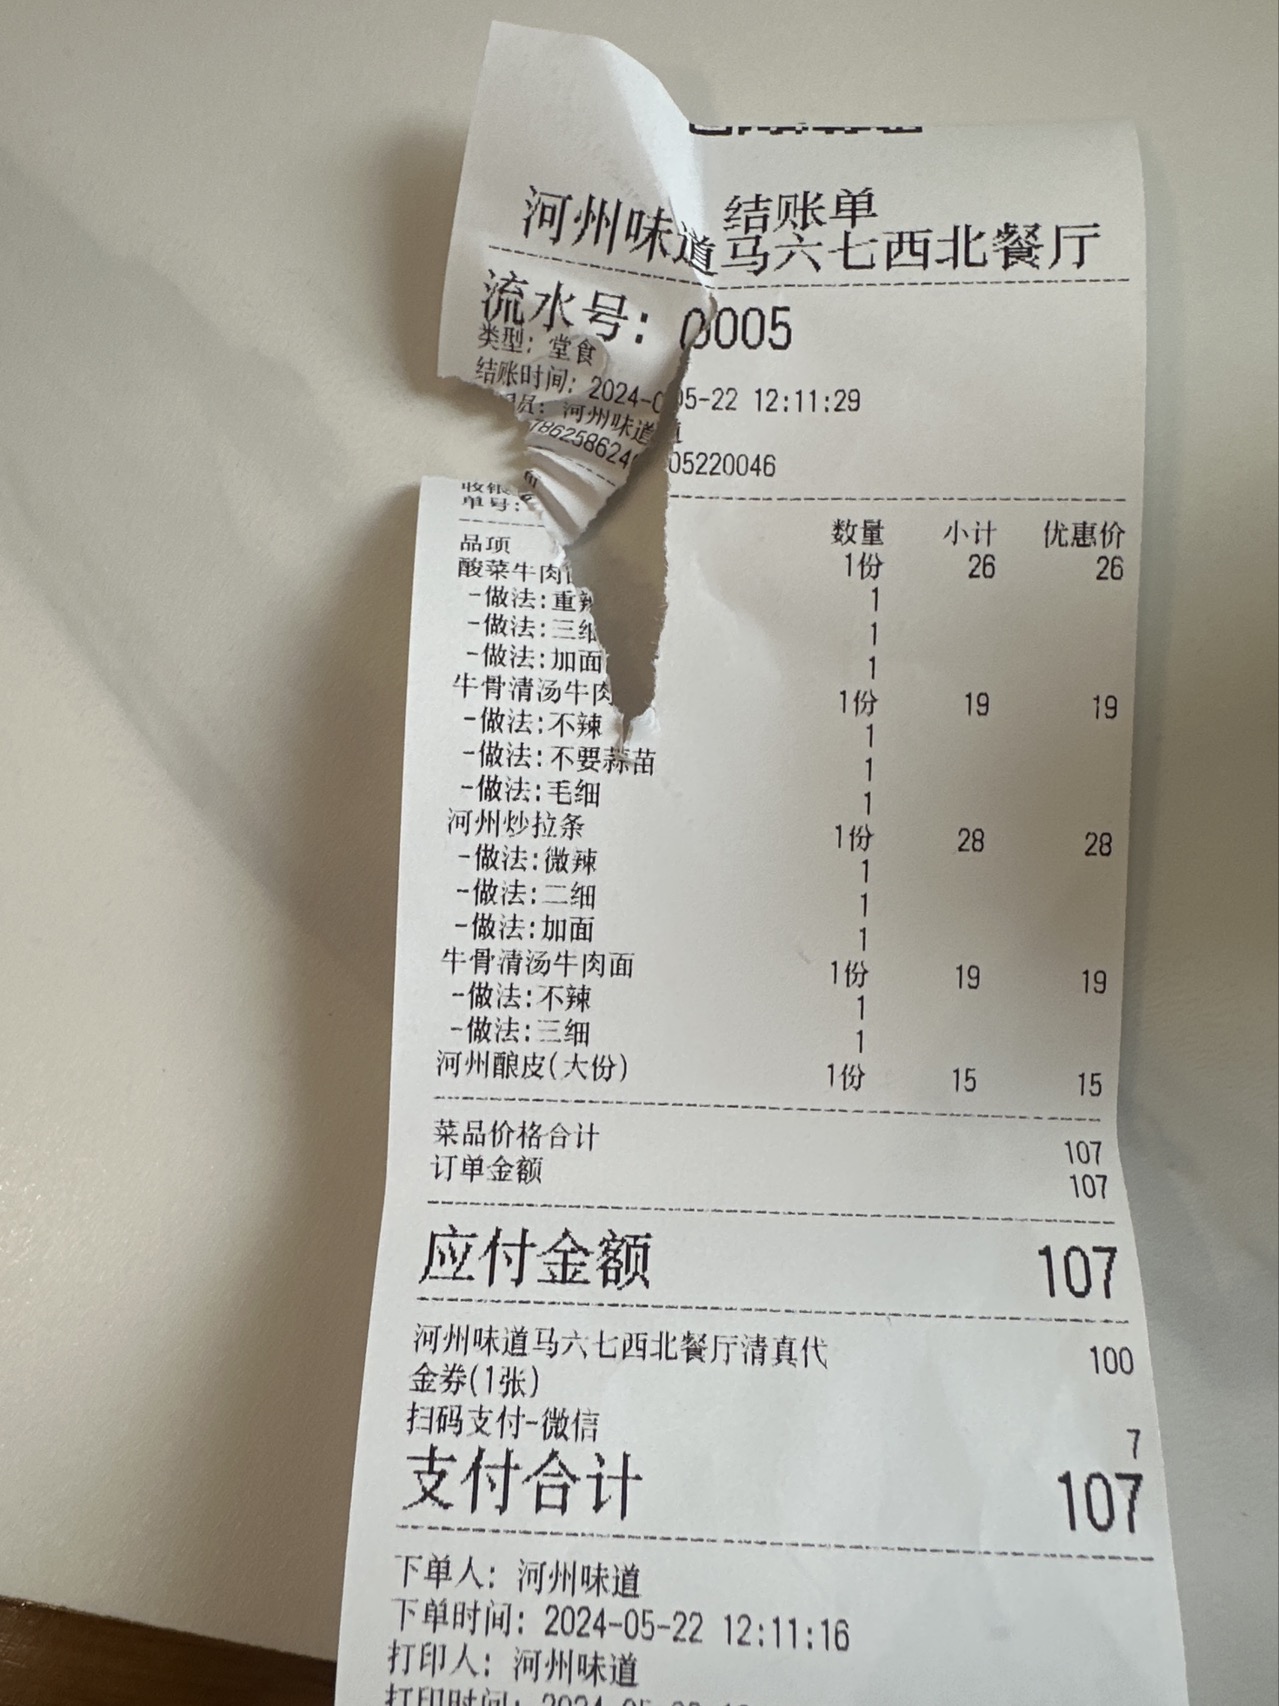 结账单
河州味道马六七西北餐厅
流水号: 0005
类型: 堂食
结账时间: 2024-05-22 12:11:29
收银员: 河州味道
单号: 05220046
品项 数量 小计 优惠价
酸菜牛肉 1份 26 26
-做法:重辣 1
-做法:三细 1
-做法:加面 1
牛骨清汤牛肉 1份 19 19
-做法:不辣 1
-做法:不要蒜苗 1
-做法:毛细 1
河州炒拉条 1份 28 28
-做法:微辣 1
-做法:二细 1
-做法:加面 1
牛骨清汤牛肉面 1份 19 19
-做法:不辣 1
-做法:三细 1
河州酿皮(大份) 1份 15 15
菜品价格合计 107
订单金额 107
应付金额 107
河州味道马六七西北餐厅清真代 100
金券(1张)
扫码支付-微信 7
支付合计 107
下单人: 河州味道
下单时间: 2024-05-22 12:11:16
打印人: 河州味道
打印时间: